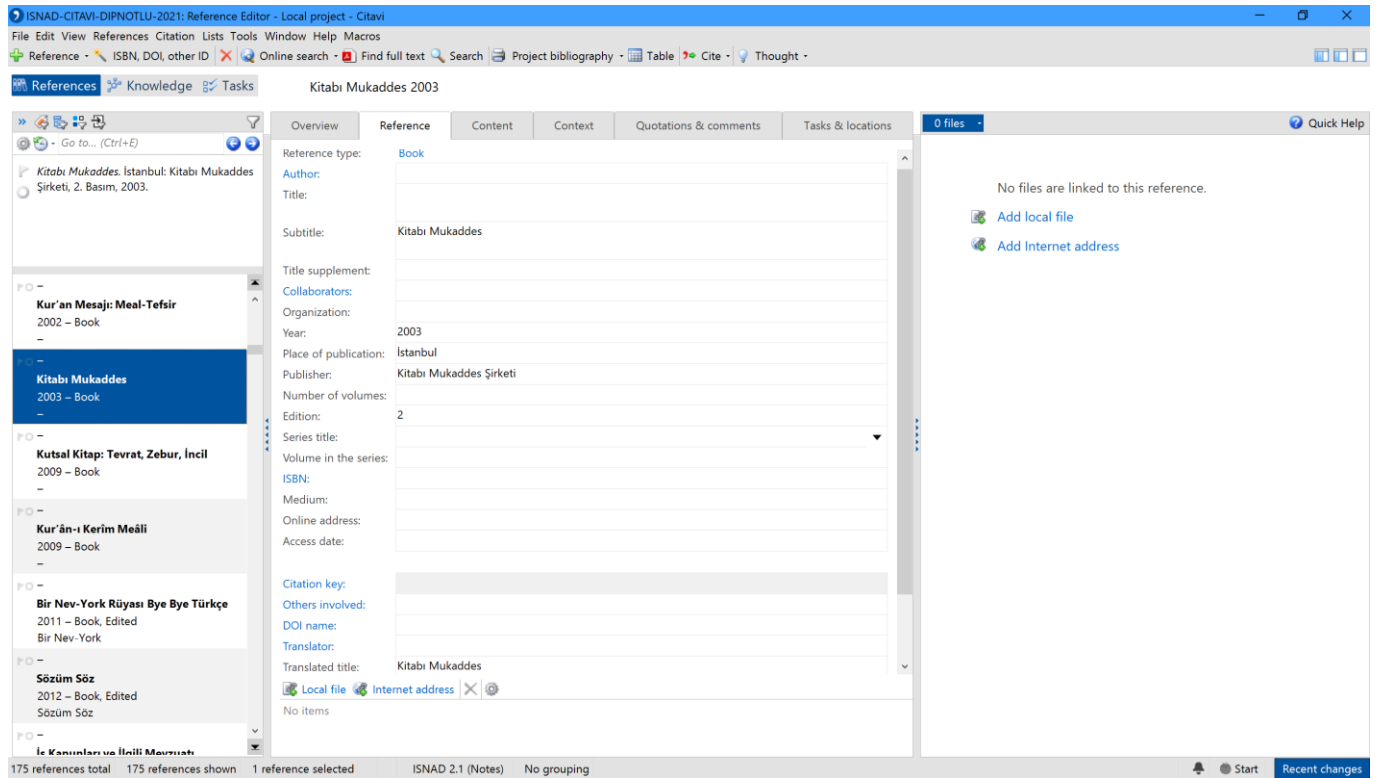 ISNAD-CITAVI-DIPNOTLU-2021: Reference Editor - Local project - Citavi
File Edit View References Citation Lists Tools Window Help Macros
Reference ISBN, DOI, other ID Online search Find full text Search Project bibliography Table Cite Thought
References Knowledge Tasks
Kitabı Mukaddes 2003
Go to... (Ctrl+E)
Kitabı Mukaddes. İstanbul: Kitabı Mukaddes
Şirketi, 2. Basım, 2003.
–
Kur'an Mesajı: Meal-Tefsir
2002 – Book
–
–
Kitabı Mukaddes
2003 – Book
–
–
Kutsal Kitap: Tevrat, Zebur, İncil
2009 – Book
–
–
Kur'ân-ı Kerîm Meâli
2009 – Book
–
–
Bir Nev-York Rüyası Bye Bye Türkçe
2011 – Book, Edited
Bir Nev-York
–
Sözüm Söz
2012 – Book, Edited
Sözüm Söz
–
İş Kanunları ve İlgili Mevzuatı
Overview Reference Content Context Quotations & comments Tasks & locations
Reference type: Book
Author:
Title:
Subtitle: Kitabı Mukaddes
Title supplement:
Collaborators:
Organization:
Year: 2003
Place of publication: İstanbul
Publisher: Kitabı Mukaddes Şirketi
Number of volumes:
Edition: 2
Series title:
Volume in the series:
ISBN:
Medium:
Online address:
Access date:
Citation key:
Others involved:
DOI name:
Translator:
Translated title: Kitabı Mukaddes
Local file Internet address
No items
0 files
Quick Help
No files are linked to this reference.
Add local file
Add Internet address
175 references total 175 references shown 1 reference selected ISNAD 2.1 (Notes) No grouping Start Recent changes